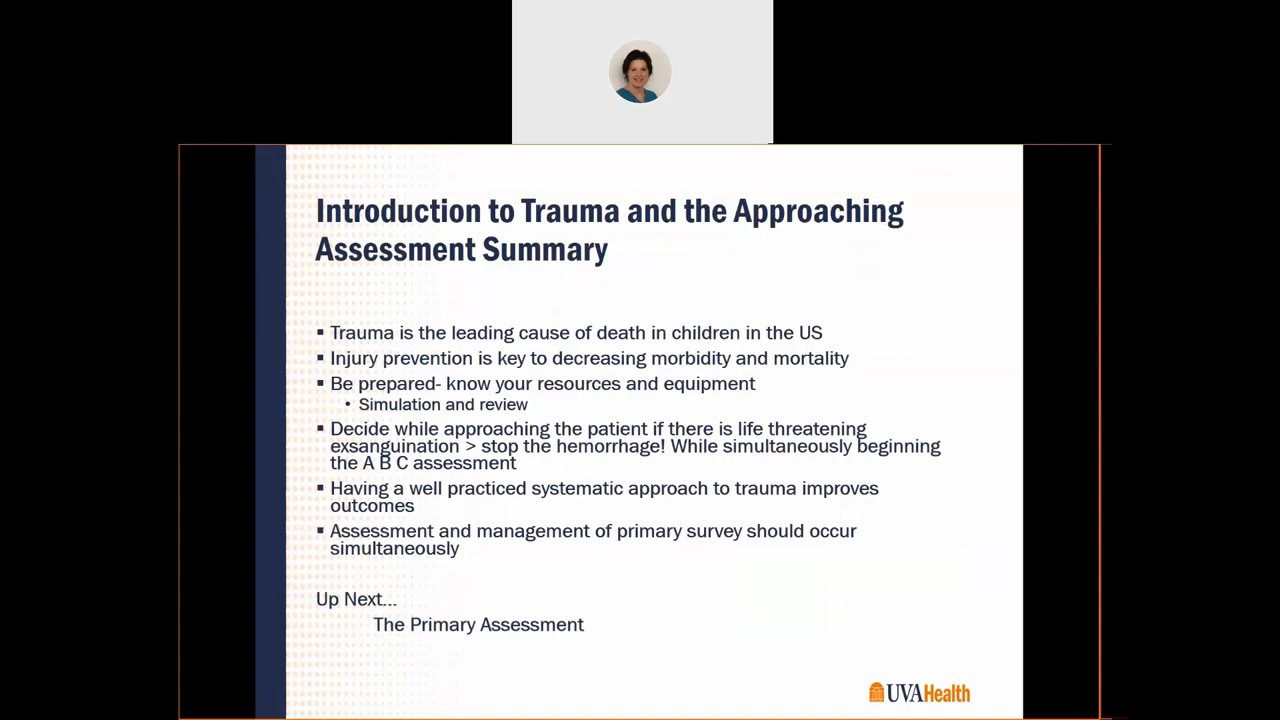 Introduction to Trauma and the Approaching
Assessment Summary
▪ Trauma is the leading cause of death in children in the US
▪ Injury prevention is key to decreasing morbidity and mortality
▪ Be prepared- know your resources and equipment
• Simulation and review
▪ Decide while approaching the patient if there is life threatening
exsanguination > stop the hemorrhage! While simultaneously beginning
the A B C assessment
▪ Having a well practiced systematic approach to trauma improves
outcomes
▪ Assessment and management of primary survey should occur
simultaneously
Up Next...
The Primary Assessment
UVAHealth